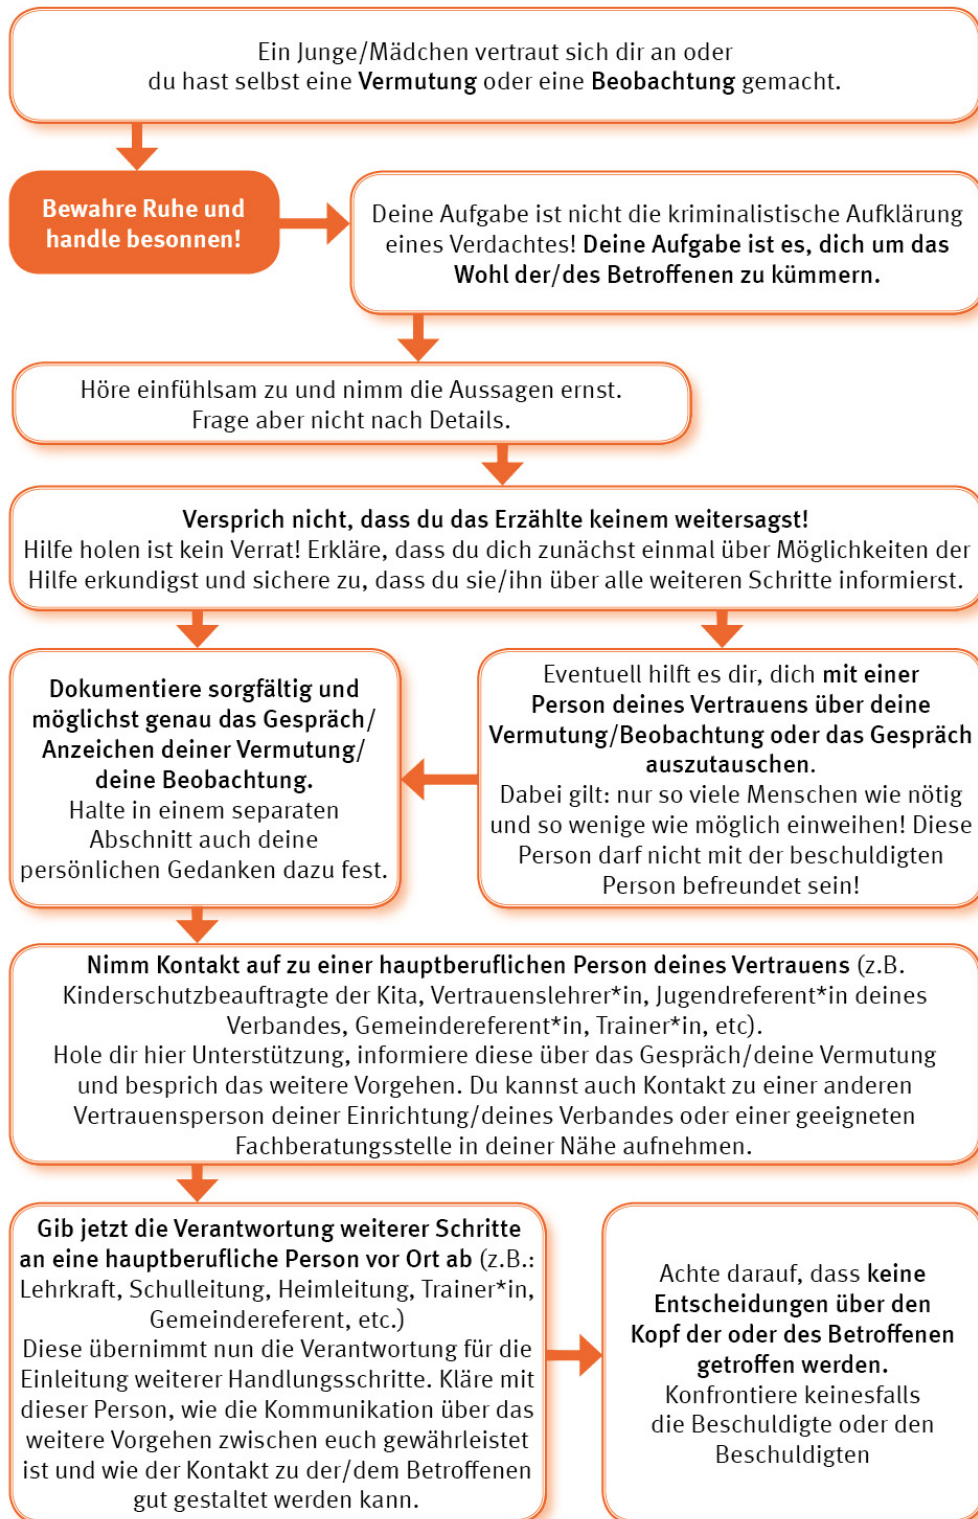 Ein Junge/Mädchen vertraut sich dir an oder
du hast selbst eine Vermutung oder eine Beobachtung gemacht.
Bewahre Ruhe und
handle besonnen!
Deine Aufgabe ist nicht die kriminalistische Aufklärung
eines Verdachtes! Deine Aufgabe ist es, dich um das
Wohl der/des Betroffenen zu kümmern.
Höre einfühlsam zu und nimm die Aussagen ernst.
Frage aber nicht nach Details.
Versprich nicht, dass du das Erzählte keinem weitersagst!
Hilfe holen ist kein Verrat! Erkläre, dass du dich zunächst einmal über Möglichkeiten der
Hilfe erkundigst und sichere zu, dass du sie/ihn über alle weiteren Schritte informierst.
Dokumentiere sorgfältig und
möglichst genau das Gespräch/
Anzeichen deiner Vermutung/
deine Beobachtung.
Halte in einem separaten
Abschnitt auch deine
persönlichen Gedanken dazu fest.
Eventuell hilft es dir, dich mit einer
Person deines Vertrauens über deine
Vermutung/Beobachtung oder das Gespräch
auszutauschen.
Dabei gilt: nur so viele Menschen wie nötig
und so wenige wie möglich einweihen! Diese
Person darf nicht mit der beschuldigten
Person befreundet sein!
Nimm Kontakt auf zu einer hauptberuflichen Person deines Vertrauens (z.B.
Kinderschutzbeauftragte der Kita, Vertrauenslehrer*in, Jugendreferent*in deines
Verbandes, Gemeindereferent*in, Trainer*in, etc).
Hole dir hier Unterstützung, informiere diese über das Gespräch/deine Vermutung
und besprich das weitere Vorgehen. Du kannst auch Kontakt zu einer anderen
Vertrauensperson deiner Einrichtung/deines Verbandes oder einer geeigneten
Fachberatungsstelle in deiner Nähe aufnehmen.
Gib jetzt die Verantwortung weiterer Schritte
an eine hauptberufliche Person vor Ort ab (z.B.:
Lehrkraft, Schulleitung, Heimleitung, Trainer*in,
Gemeindereferent, etc.)
Diese übernimmt nun die Verantwortung für die
Einleitung weiterer Handlungsschritte. Kläre mit
dieser Person, wie die Kommunikation über das
weitere Vorgehen zwischen euch gewährleistet
ist und wie der Kontakt zu der/dem Betroffenen
gut gestaltet werden kann.
Achte darauf, dass keine
Entscheidungen über den
Kopf der oder des Betroffenen
getroffen werden.
Konfrontiere keinesfalls
die Beschuldigte oder den
Beschuldigten